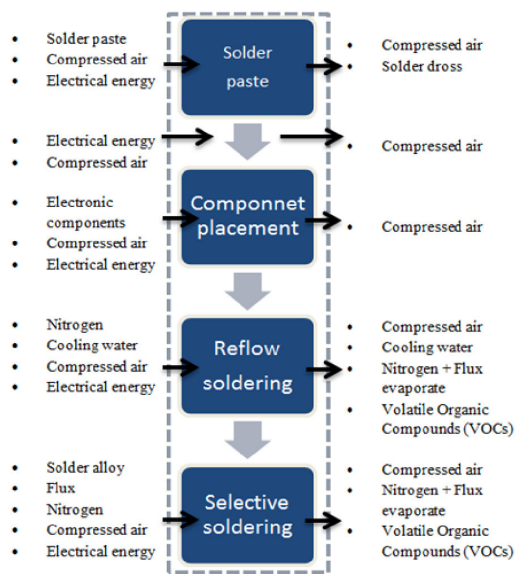 Solder paste
Compressed air
Electrical energy
Solder
paste
Compressed air
Solder dross
Electrical energy
Compressed air
Compressed air
Electronic
components
Compressed air
Electrical energy
Componnet
placement
Compressed air
Nitrogen
Cooling water
Compressed air
Electrical energy
Reflow
soldering
Compressed air
Cooling water
Nitrogen + Flux
evaporate
Volatile Organic
Compounds (VOCs)
Solder alloy
Flux
Nitrogen
Compressed air
Electrical energy
Selective
soldering
Compressed air
Nitrogen + Flux
evaporate
Volatile Organic
Compounds (VOCs)